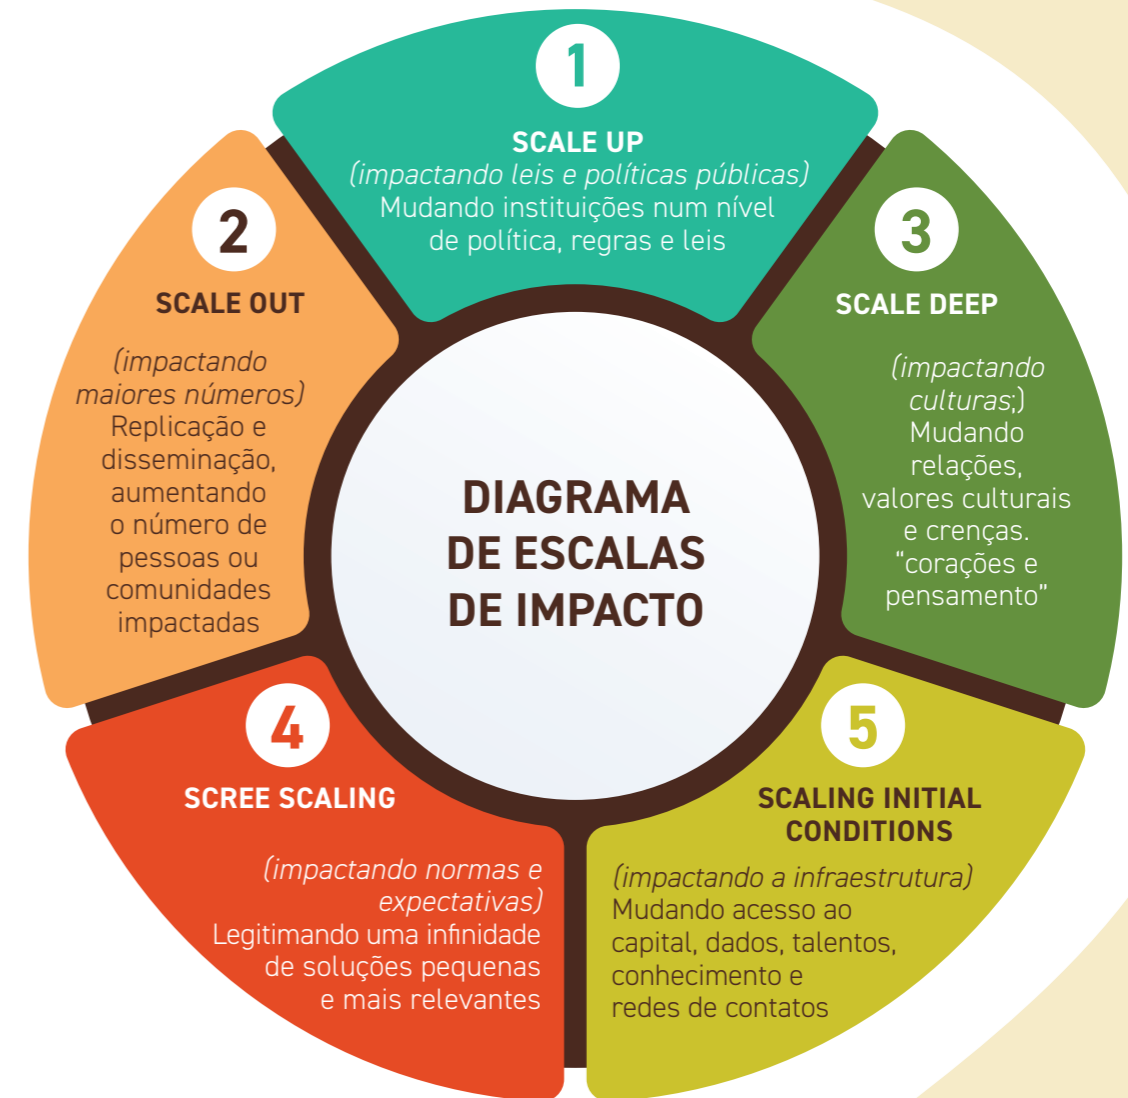 1
SCALE UP
(impactando leis e políticas públicas)
Mudando instituições num nível
de política, regras e leis
2
SCALE OUT
(impactando
maiores números)
Replicação e
disseminação,
aumentando
o número de
pessoas ou
comunidades
impactadas
3
SCALE DEEP
(impactando
culturas;)
Mudando
relações,
valores culturais
e crenças.
“corações e
pensamento”
DIAGRAMA
DE ESCALAS
DE IMPACTO
4
SCREE SCALING
(impactando normas e
expectativas)
Legitimando uma infinidade
de soluções pequenas
e mais relevantes
5
SCALING INITIAL
CONDITIONS
(impactando a infraestrutura)
Mudando acesso ao
capital, dados, talentos,
conhecimento e
redes de contatos